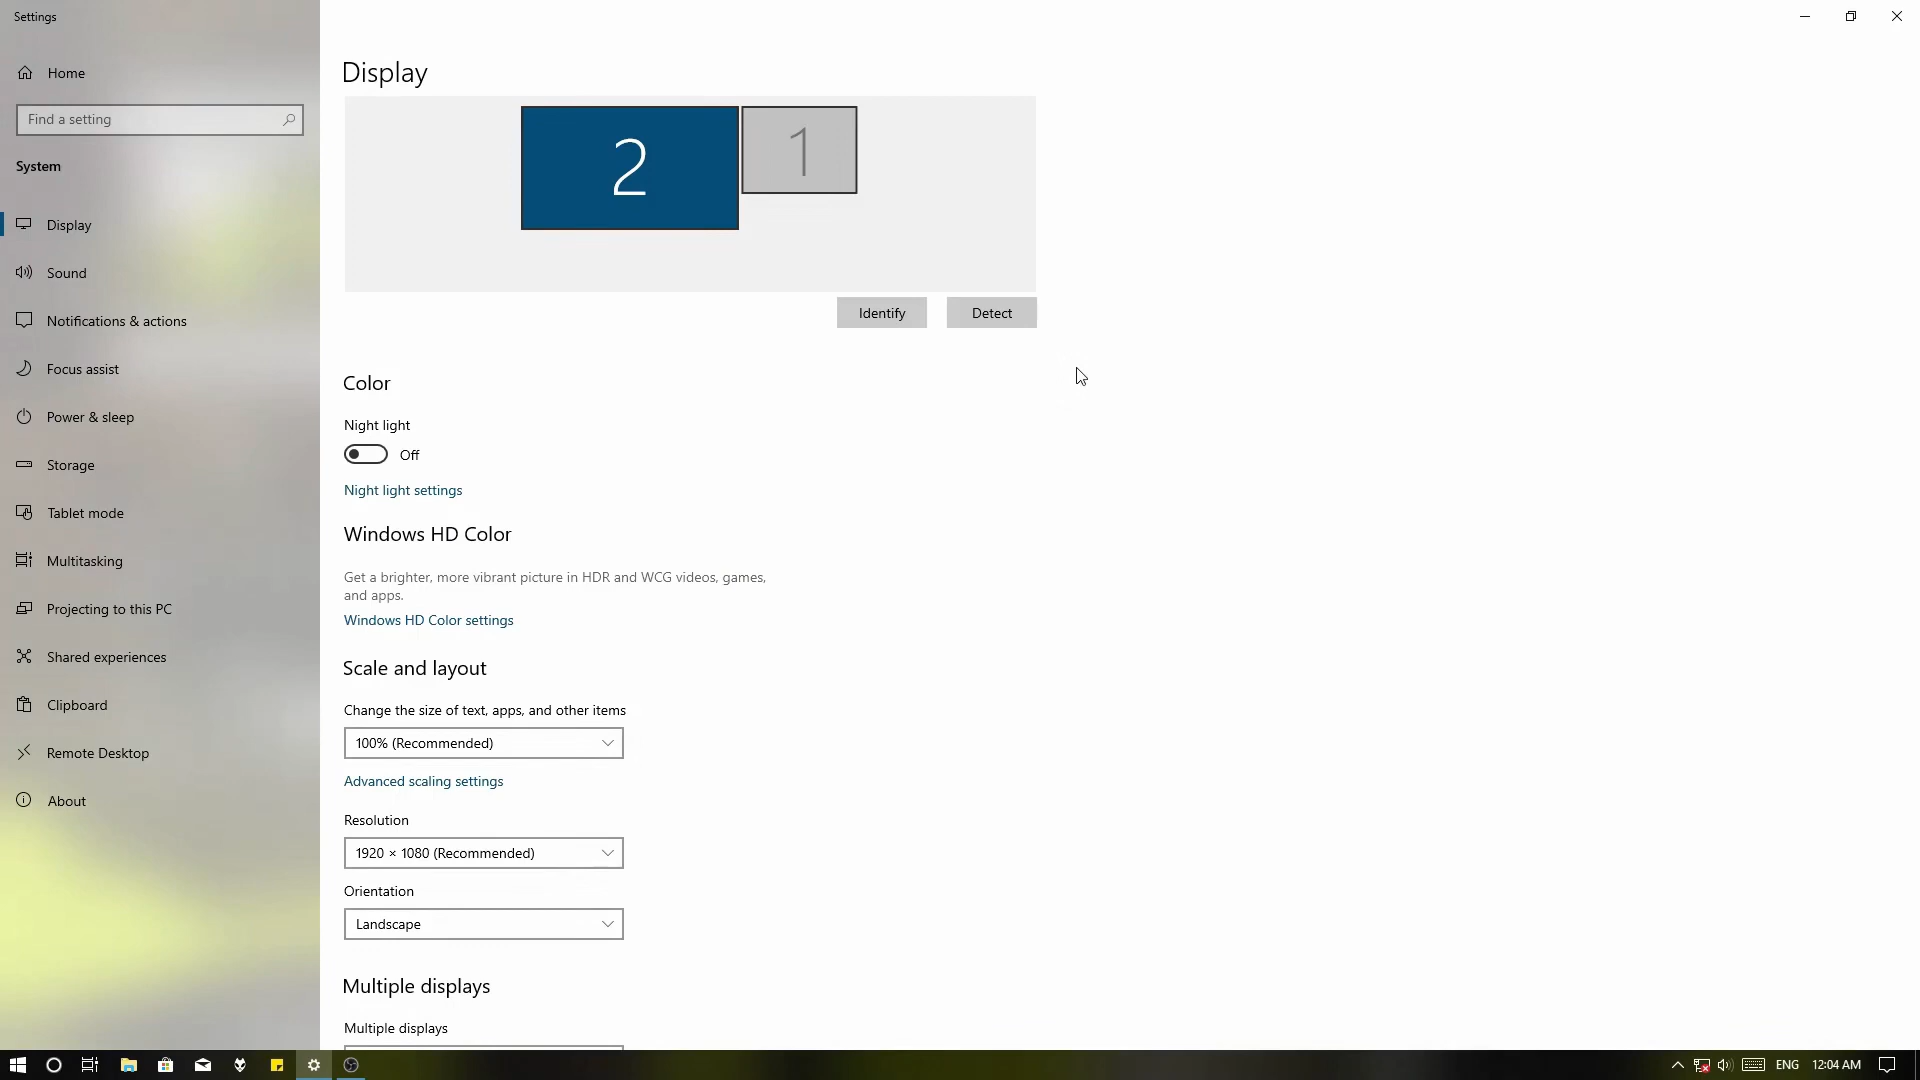 Settings
Home
Find a setting
System
Display
Sound
Notifications & actions
Focus assist
Power & sleep
Storage
Tablet mode
Multitasking
Projecting to this PC
Shared experiences
Clipboard
Remote Desktop
About
Display
2
1
Identify
Detect
Color
Night light
Off
Night light settings
Windows HD Color
Get a brighter, more vibrant picture in HDR and WCG videos, games,
and apps.
Windows HD Color settings
Scale and layout
Change the size of text, apps, and other items
100% (Recommended)
Advanced scaling settings
Resolution
1920 × 1080 (Recommended)
Orientation
Landscape
Multiple displays
Multiple displays
ENG
12:04 AM